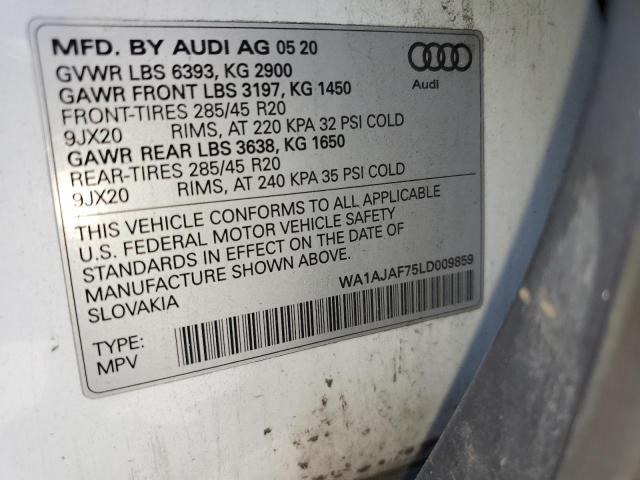 MFD. BY AUDI AG 05 20
GVWR LBS 6393, KG 2900
GAWR FRONT LBS 3197, KG 1450
FRONT-TIRES 285/45 R20
9JX20 RIMS, AT 220 KPA 32 PSI COLD
GAWR REAR LBS 3638, KG 1650
REAR-TIRES 285/45 R20
9JX20 RIMS, AT 240 KPA 35 PSI COLD
Audi
THIS VEHICLE CONFORMS TO ALL APPLICABLE
U.S. FEDERAL MOTOR VEHICLE SAFETY
STANDARDS IN EFFECT ON THE DATE OF
MANUFACTURE SHOWN ABOVE.
SLOVAKIA
WA1AJAF75LD009859
TYPE:
MPV